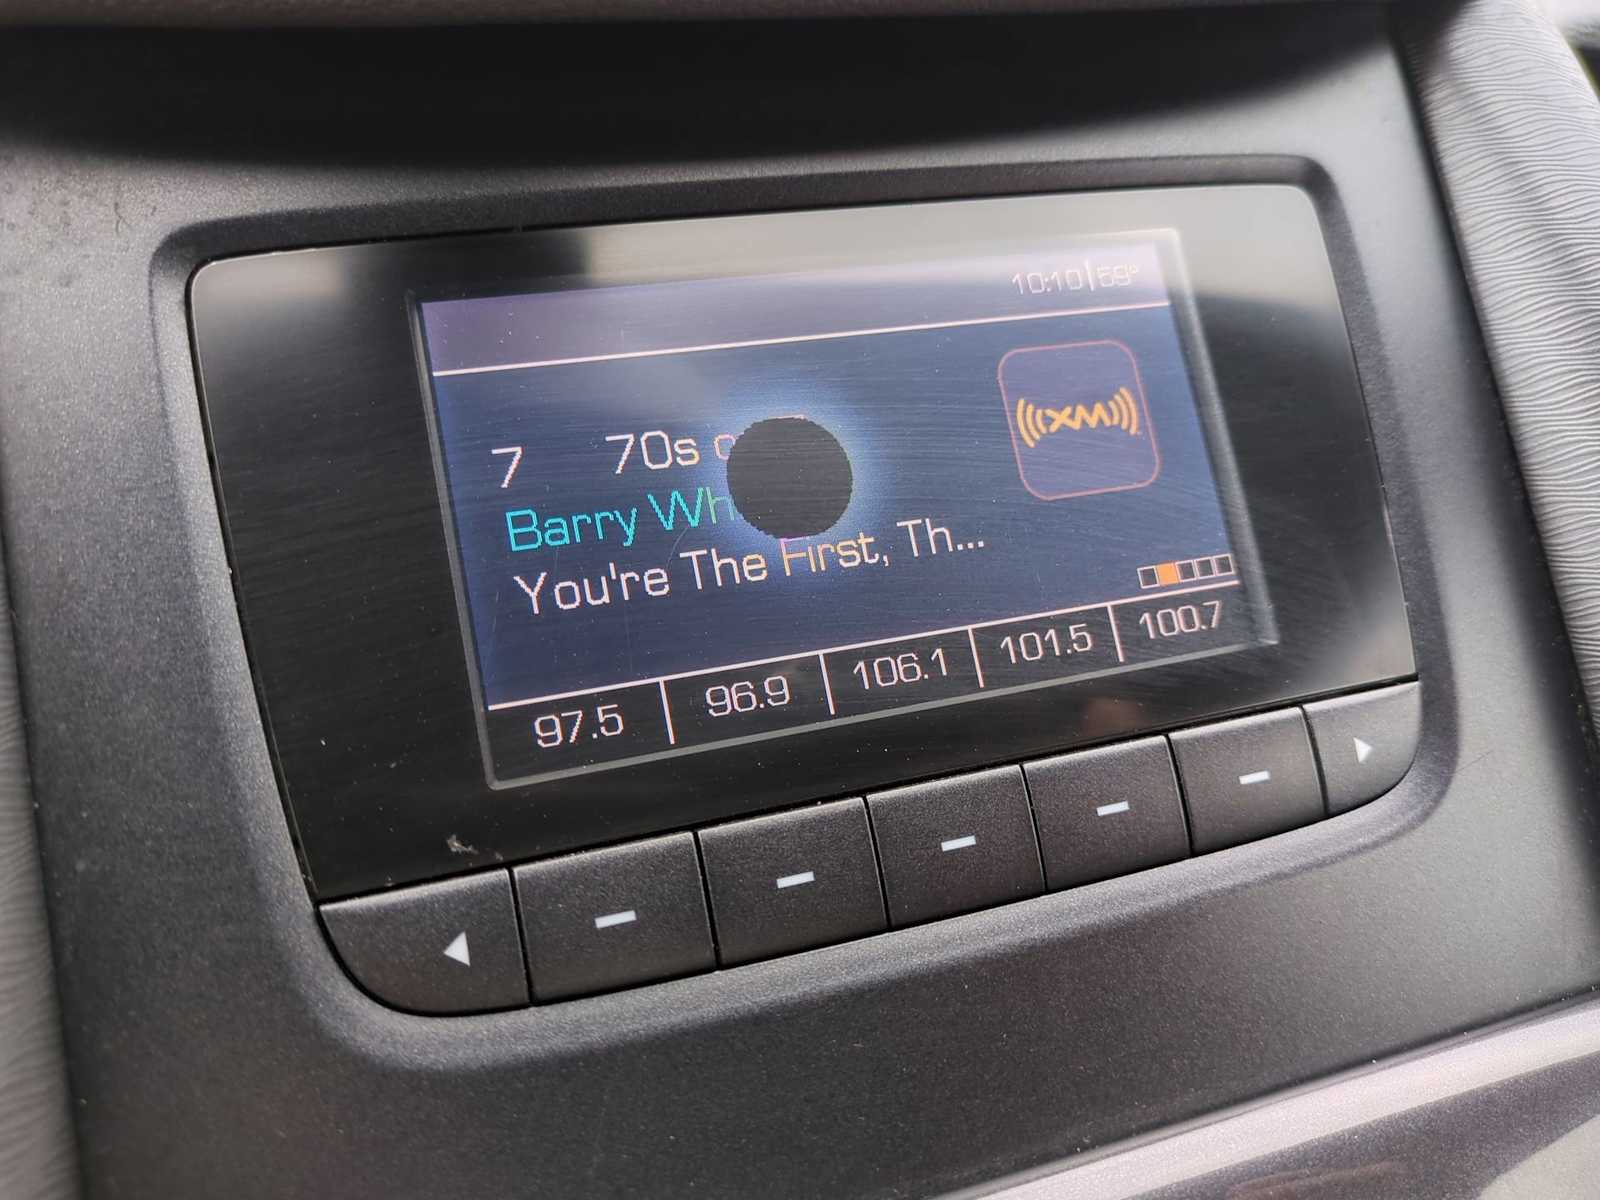 10:10 59°
((XM))
7 70s
Barry Wh
You're The First, Th...
97.5 96.9 106.1 101.5 100.7